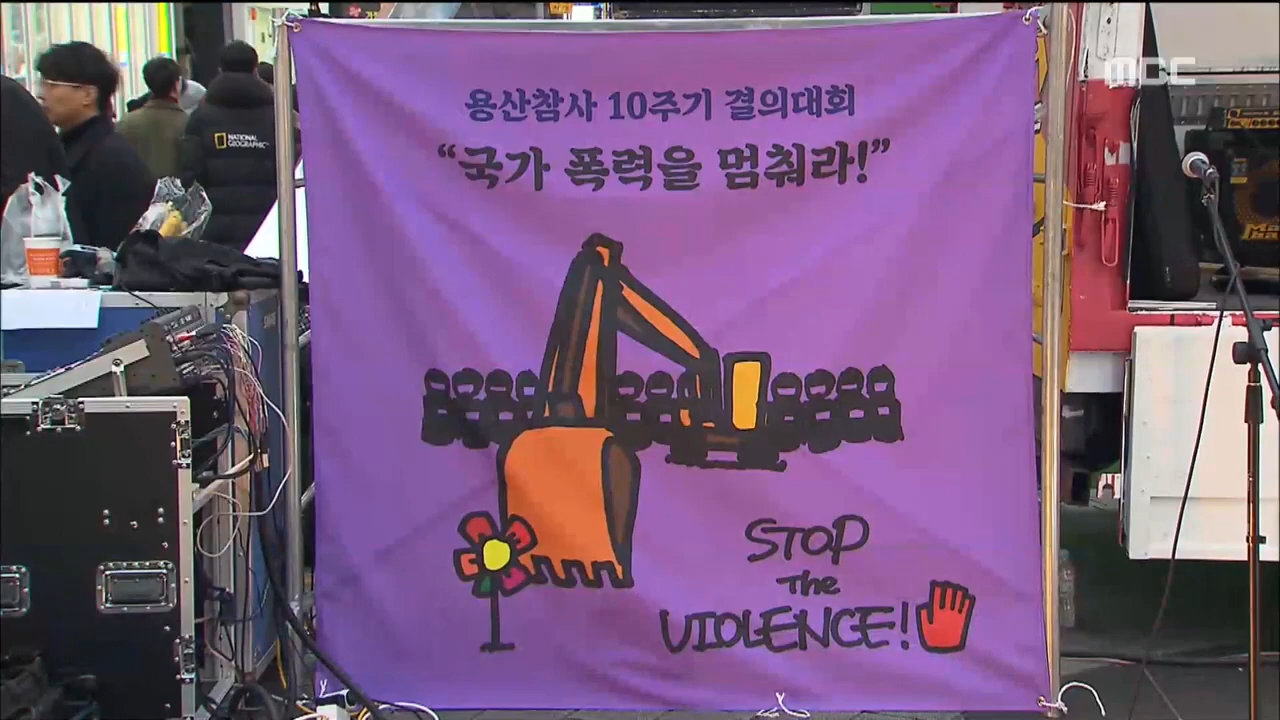 MBC
용산참사 10주기 결의대회
“국가 폭력을 멈춰라!”
NATIONAL
GEOGRAPHIC
STOP
The
VIOLENCE!